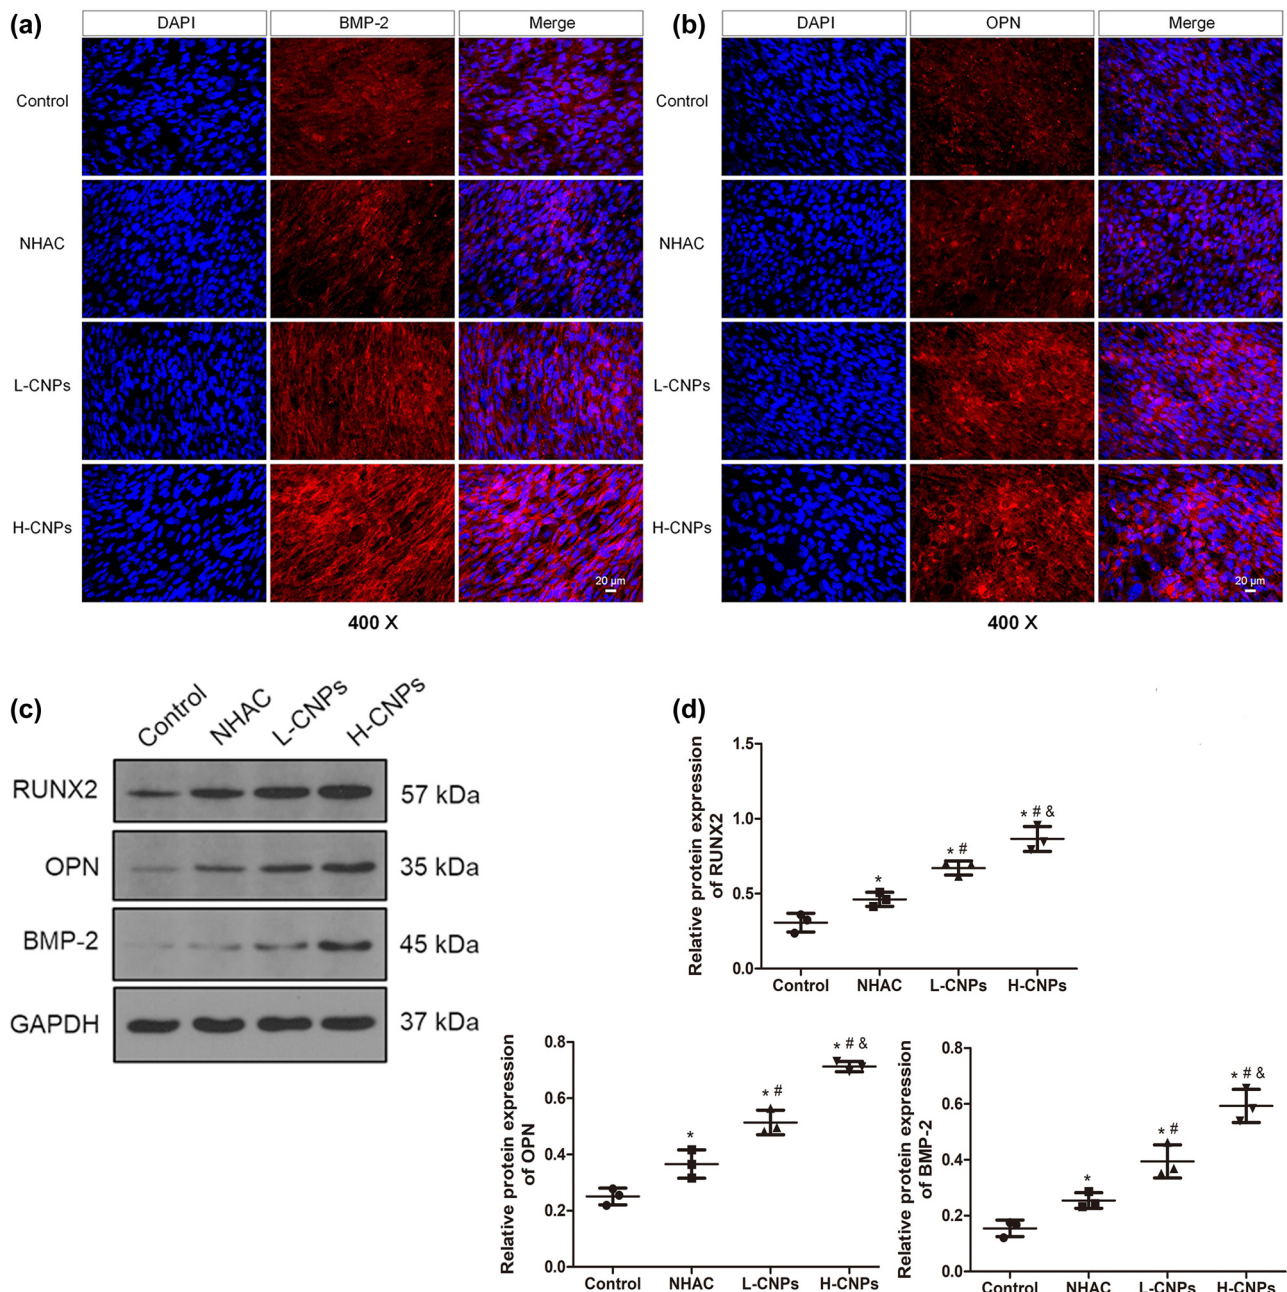 (a)
DAPI
BMP-2
Merge
Control
NHAC
L-CNPs
H-CNPs
20 µm
400 X
(b)
DAPI
OPN
Merge
Control
NHAC
L-CNPs
H-CNPs
20 µm
400 X
(c)
Control
NHAC
L-CNPs
H-CNPs
RUNX2
57 kDa
OPN
35 kDa
BMP-2
45 kDa
GAPDH
37 kDa
(d)
Relative protein expression
of RUNX2
1.5
1.0
0.5
0.0
*
* #
* # &
Control
NHAC
L-CNPs
H-CNPs
Relative protein expression
of OPN
0.8
0.6
0.4
0.2
0.0
*
* #
* # &
Control
NHAC
L-CNPs
H-CNPs
Relative protein expression
of BMP-2
0.8
0.6
0.4
0.2
0.0
*
* #
* # &
Control
NHAC
L-CNPs
H-CNPs